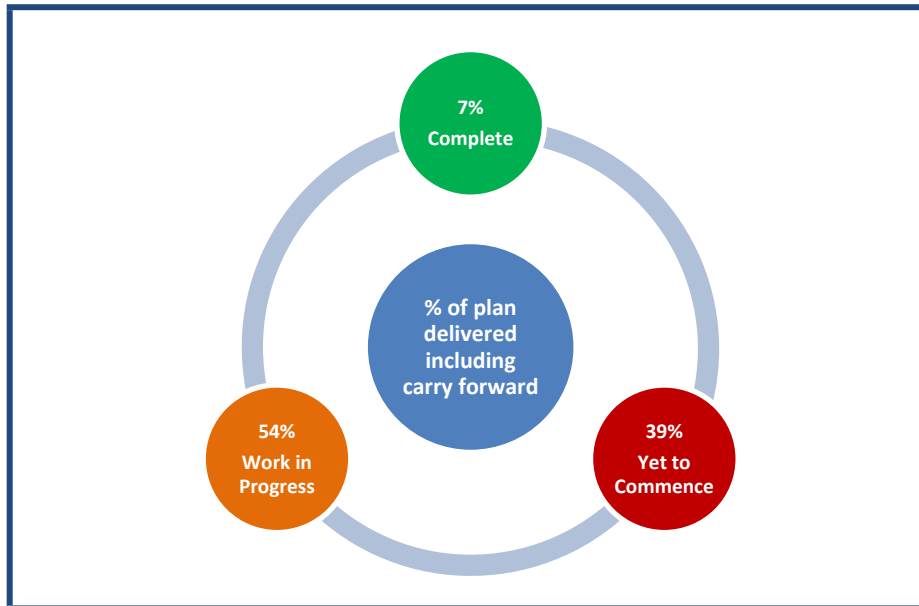 7%
Complete
% of plan
delivered
including
carry forward
54%
Work in
Progress
39%
Yet to
Commence